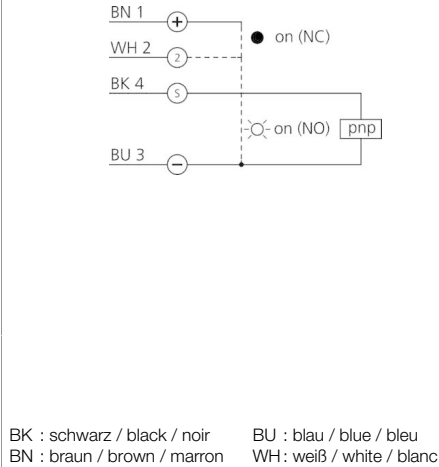 BN 1
+
on (NC)
WH 2
2
BK 4
S
on (NO) pnp
BU 3
−
BK : schwarz / black / noir BU : blau / blue / bleu
BN : braun / brown / marron WH : weiß / white / blanc